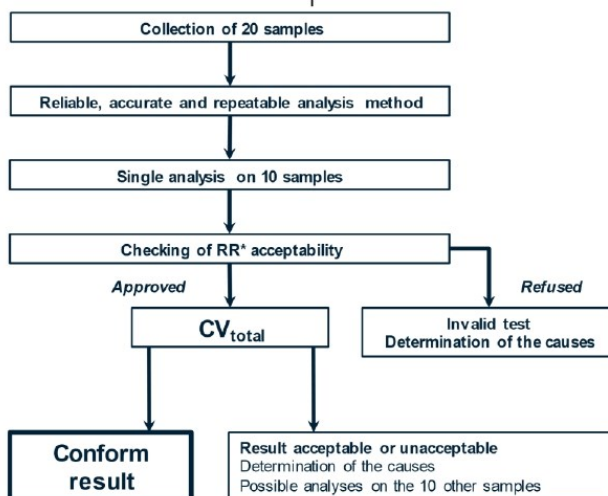 Collection of 20 samples
Reliable, accurate and repeatable analysis method
Single analysis on 10 samples
Checking of RR* acceptability
Approved
Refused
CVtotal
Invalid test
Determination of the causes
Conform
result
Result acceptable or unacceptable
Determination of the causes
Possible analyses on the 10 other samples